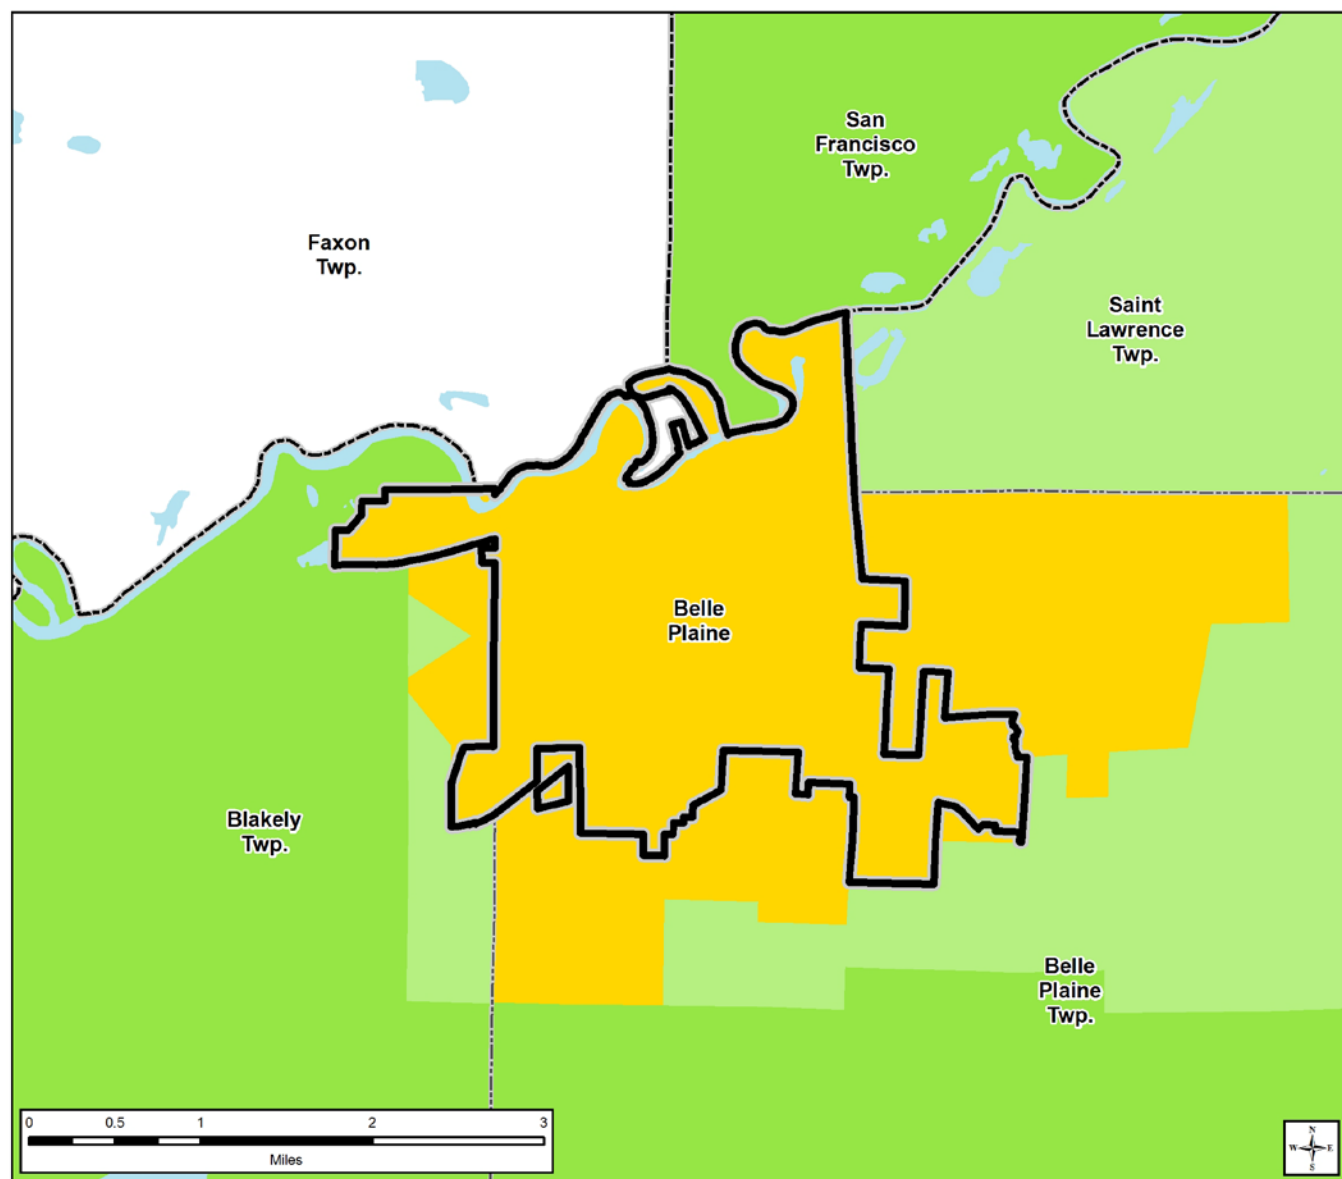 San
Francisco
Twp.
Faxon
Twp.
Saint
Lawrence
Twp.
Belle
Plaine
Blakely
Twp.
Belle
Plaine
Twp.
0 0.5 1 2 3
Miles
N
W E
S